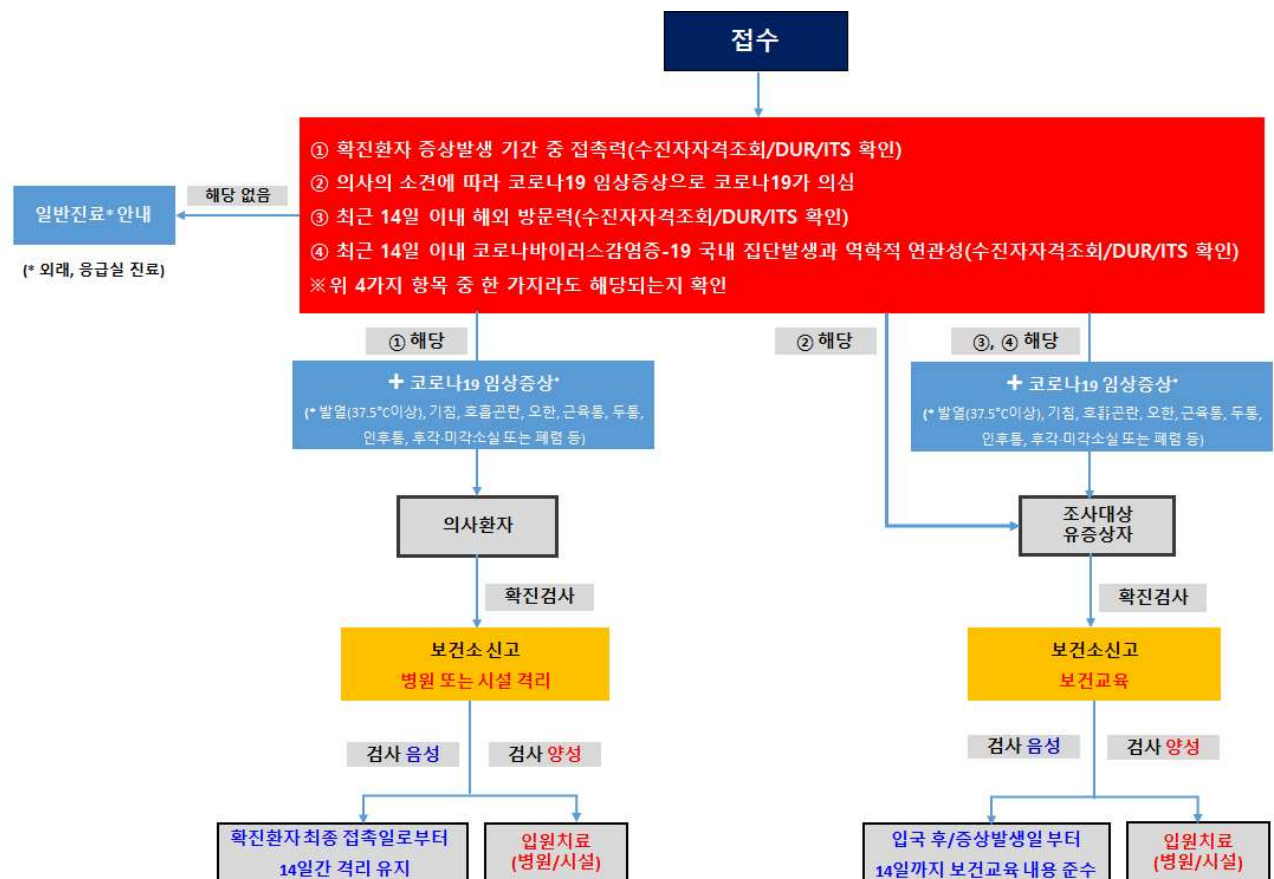 접수
① 확진환자 증상발생 기간 중 접촉력(수진자자격조회/DUR/ITS 확인)
② 의사의 소견에 따라 코로나19 임상증상으로 코로나19가 의심
③ 최근 14일 이내 해외 방문력(수진자자격조회/DUR/ITS 확인)
④ 최근 14일 이내 코로나바이러스감염증-19 국내 집단발생과 역학적 연관성(수진자자격조회/DUR/ITS 확인)
※위 4가지 항목 중 한 가지라도 해당되는지 확인
해당 없음
일반진료* 안내
(* 외래, 응급실 진료)
① 해당
② 해당
③, ④ 해당
+ 코로나19 임상증상*
(* 발열(37.5°C이상), 기침, 호흡곤란, 오한, 근육통, 두통,
인후통, 후각·미각소실 또는 폐렴 등)
+ 코로나19 임상증상*
(* 발열(37.5°C이상), 기침, 호흡곤란, 오한, 근육통, 두통,
인후통, 후각·미각소실 또는 폐렴 등)
의사환자
조사대상
유증상자
확진검사
확진검사
보건소 신고
병원 또는 시설 격리
보건소신고
보건교육
검사 음성
검사 양성
검사 음성
검사 양성
확진환자 최종 접촉일로부터
14일간 격리 유지
입원치료
(병원/시설)
입국 후/증상발생일 부터
14일까지 보건교육 내용 준수
입원치료
(병원/시설)